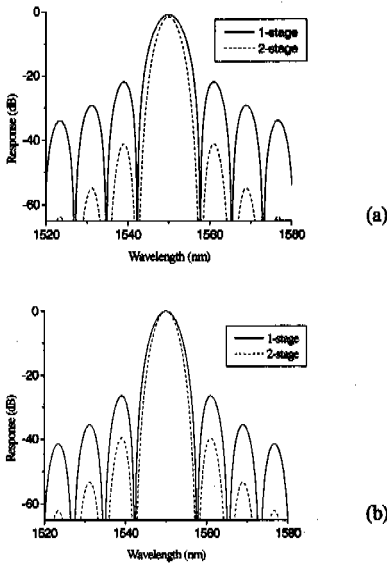 0
-20
-40
-60
Response (dB)
1-stage
2-stage
1520
1540
1560
1580
Wavelength (nm)
(a)
0
-20
-40
-60
Response (dB)
1-stage
2-stage
1520
1540
1560
1580
Wavelength (nm)
(b)